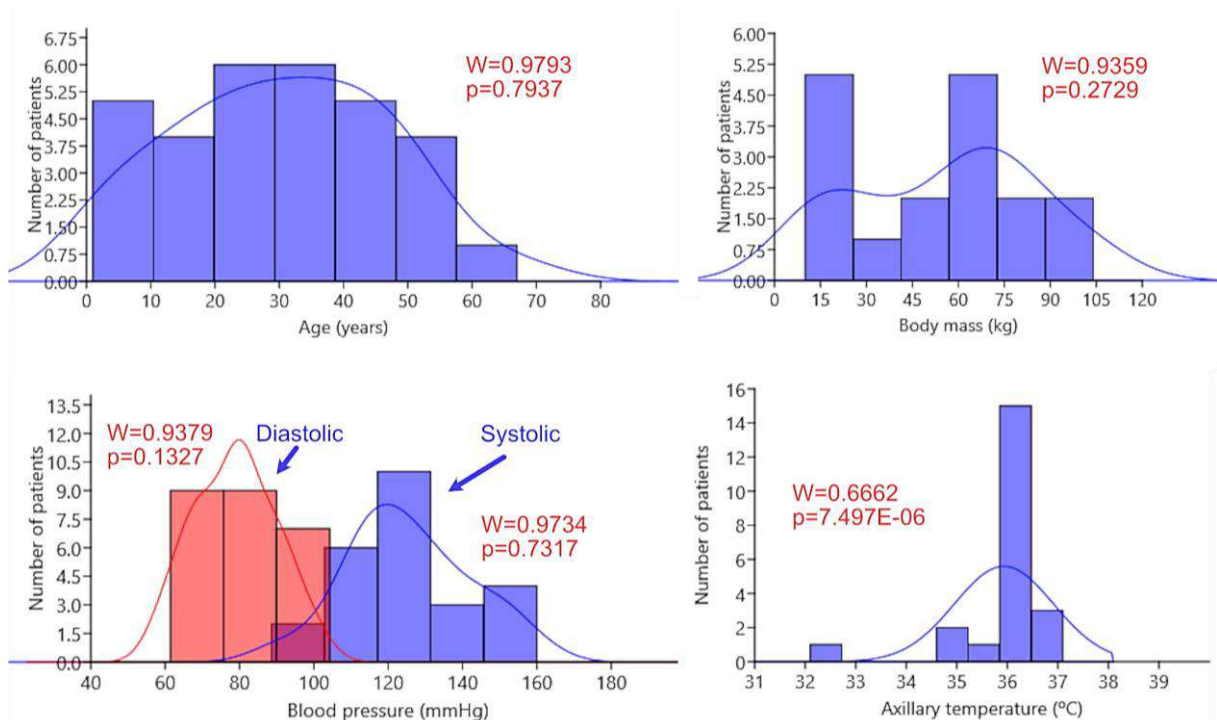 6.75
6.00
5.25
4.50
3.75
3.00
2.25
1.50
0.75
0.00
Number of patients
W=0.9793
p=0.7937
0 10 20 30 40 50 60 70 80
Age (years)
6.00
5.25
4.50
3.75
3.00
2.25
1.50
0.75
0.00
Number of patients
W=0.9359
p=0.2729
0 15 30 45 60 75 90 105 120
Body mass (kg)
13.5
12.0
10.5
9.0
7.5
6.0
4.5
3.0
1.5
0.0
Number of patients
W=0.9379
p=0.1327
Diastolic
Systolic
W=0.9734
p=0.7317
40 60 80 100 120 140 160 180
Blood pressure (mmHg)
16
14
12
10
8
6
4
2
0
Number of patients
W=0.6662
p=7.497E-06
31 32 33 34 35 36 37 38 39
Axillary temperature (ºC)